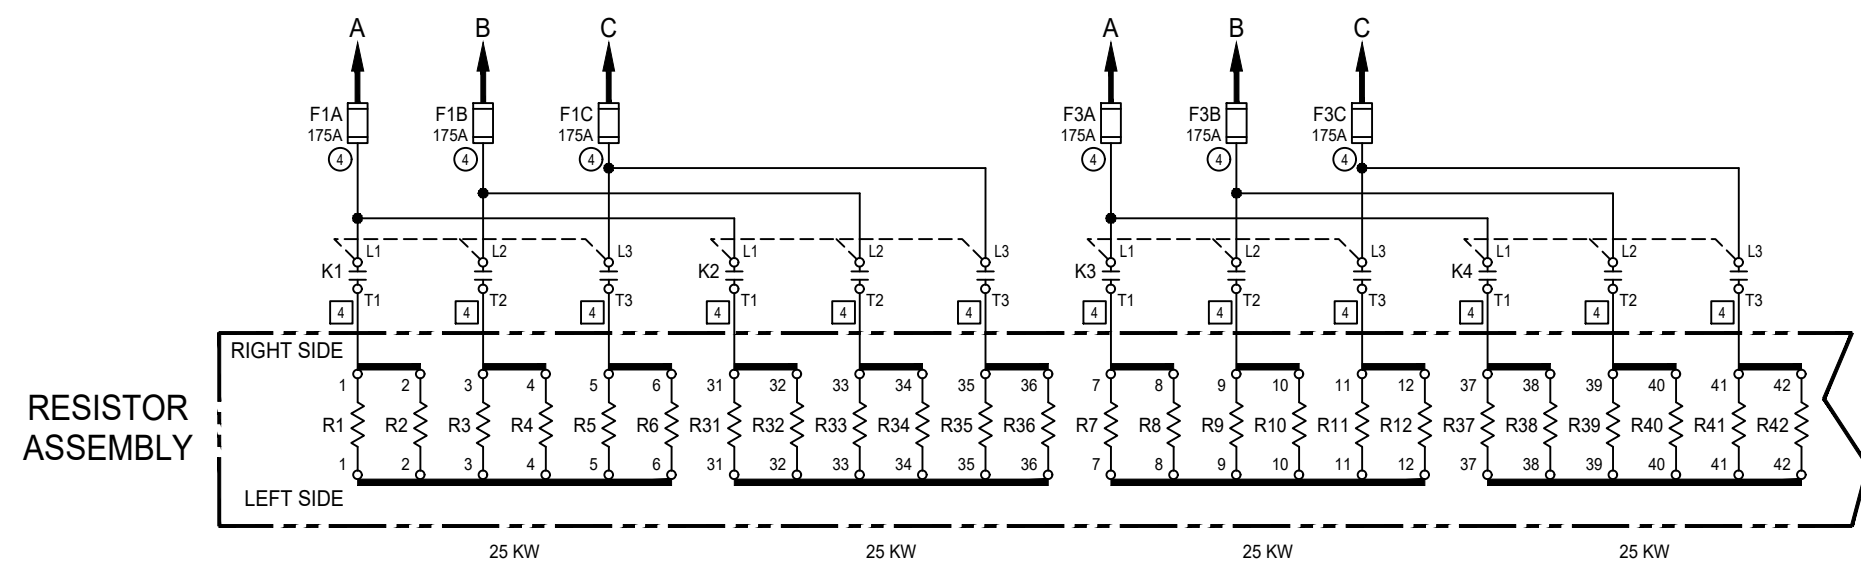 A B C A B C
F1A F1B F1C F3A F3B F3C
175A 175A 175A 175A 175A 175A
4 4 4 4 4 4
L1 L2 L3 L1 L2 L3 L1 L2 L3 L1 L2 L3
K1 K2 K3 K4
T1 T2 T3 T1 T2 T3 T1 T2 T3 T1 T2 T3
4 4 4 4 4 4 4 4 4 4 4 4
RIGHT SIDE
1 2 3 4 5 6 31 32 33 34 35 36 7 8 9 10 11 12 37 38 39 40 41 42
RESISTOR
ASSEMBLY
R1 R2 R3 R4 R5 R6 R31 R32 R33 R34 R35 R36 R7 R8 R9 R10 R11 R12 R37 R38 R39 R40 R41 R42
1 2 3 4 5 6 31 32 33 34 35 36 7 8 9 10 11 12 37 38 39 40 41 42
LEFT SIDE
25 KW 25 KW 25 KW 25 KW